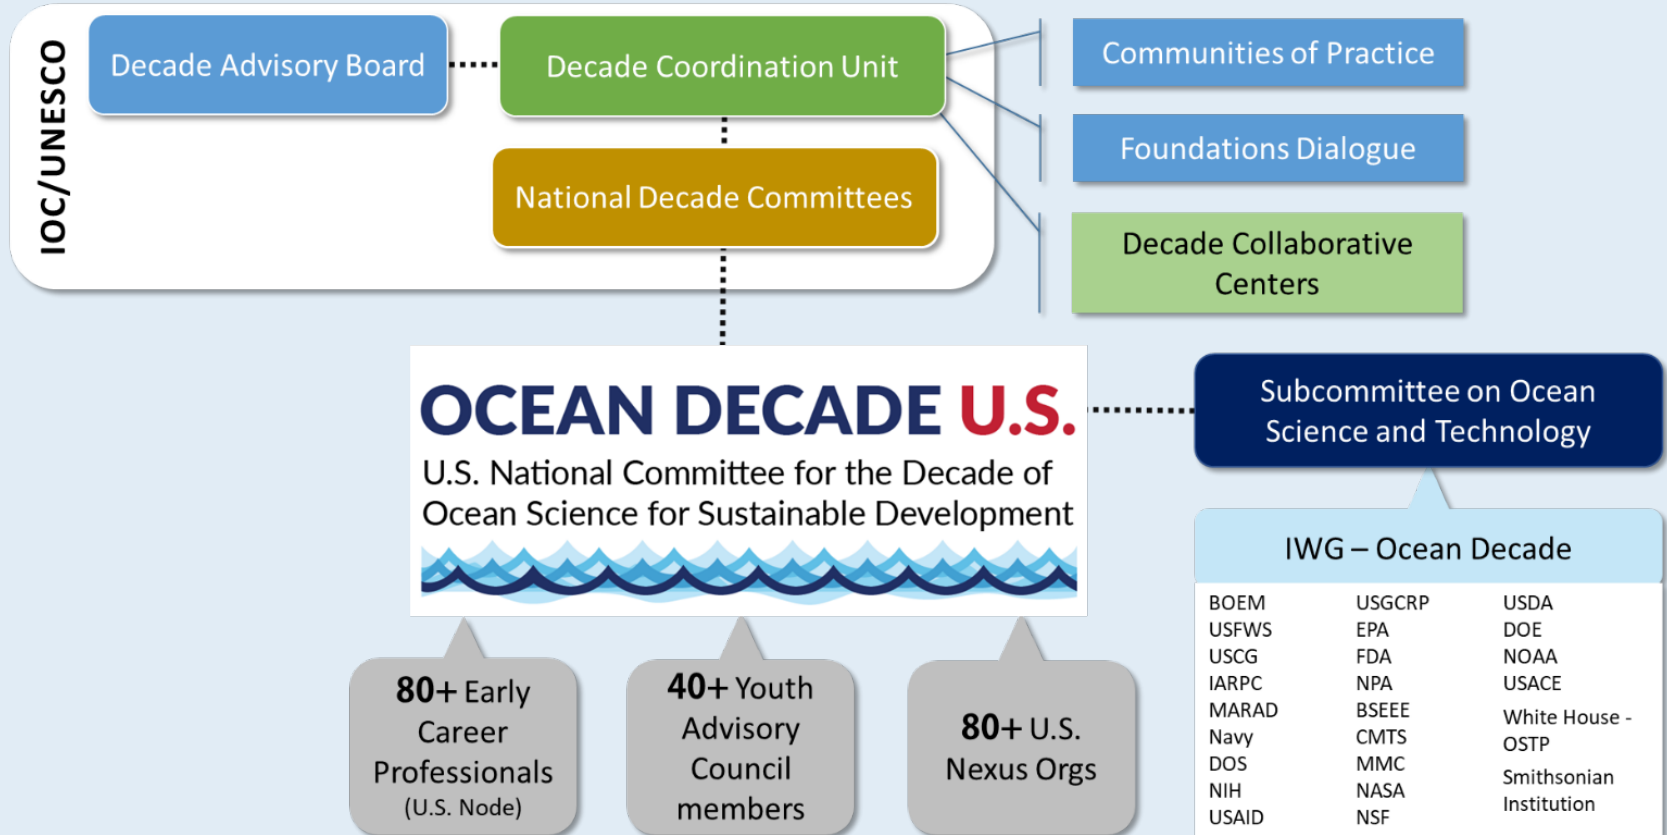 IOC/UNESCO
Decade Advisory Board
Decade Coordination Unit
National Decade Committees
Communities of Practice
Foundations Dialogue
Decade Collaborative
Centers
OCEAN DECADE U.S.
U.S. National Committee for the Decade of
Ocean Science for Sustainable Development
Subcommittee on Ocean
Science and Technology
IWG – Ocean Decade
BOEM
USFWS
USCG
IARPC
MARAD
Navy
DOS
NIH
USAID
USGCRP
EPA
FDA
NPA
BSEEE
CMTS
MMC
NASA
NSF
USDA
DOE
NOAA
USACE
White House -
OSTP
Smithsonian
Institution
80+ Early
Career
Professionals
(U.S. Node)
40+ Youth
Advisory
Council
members
80+ U.S.
Nexus Orgs